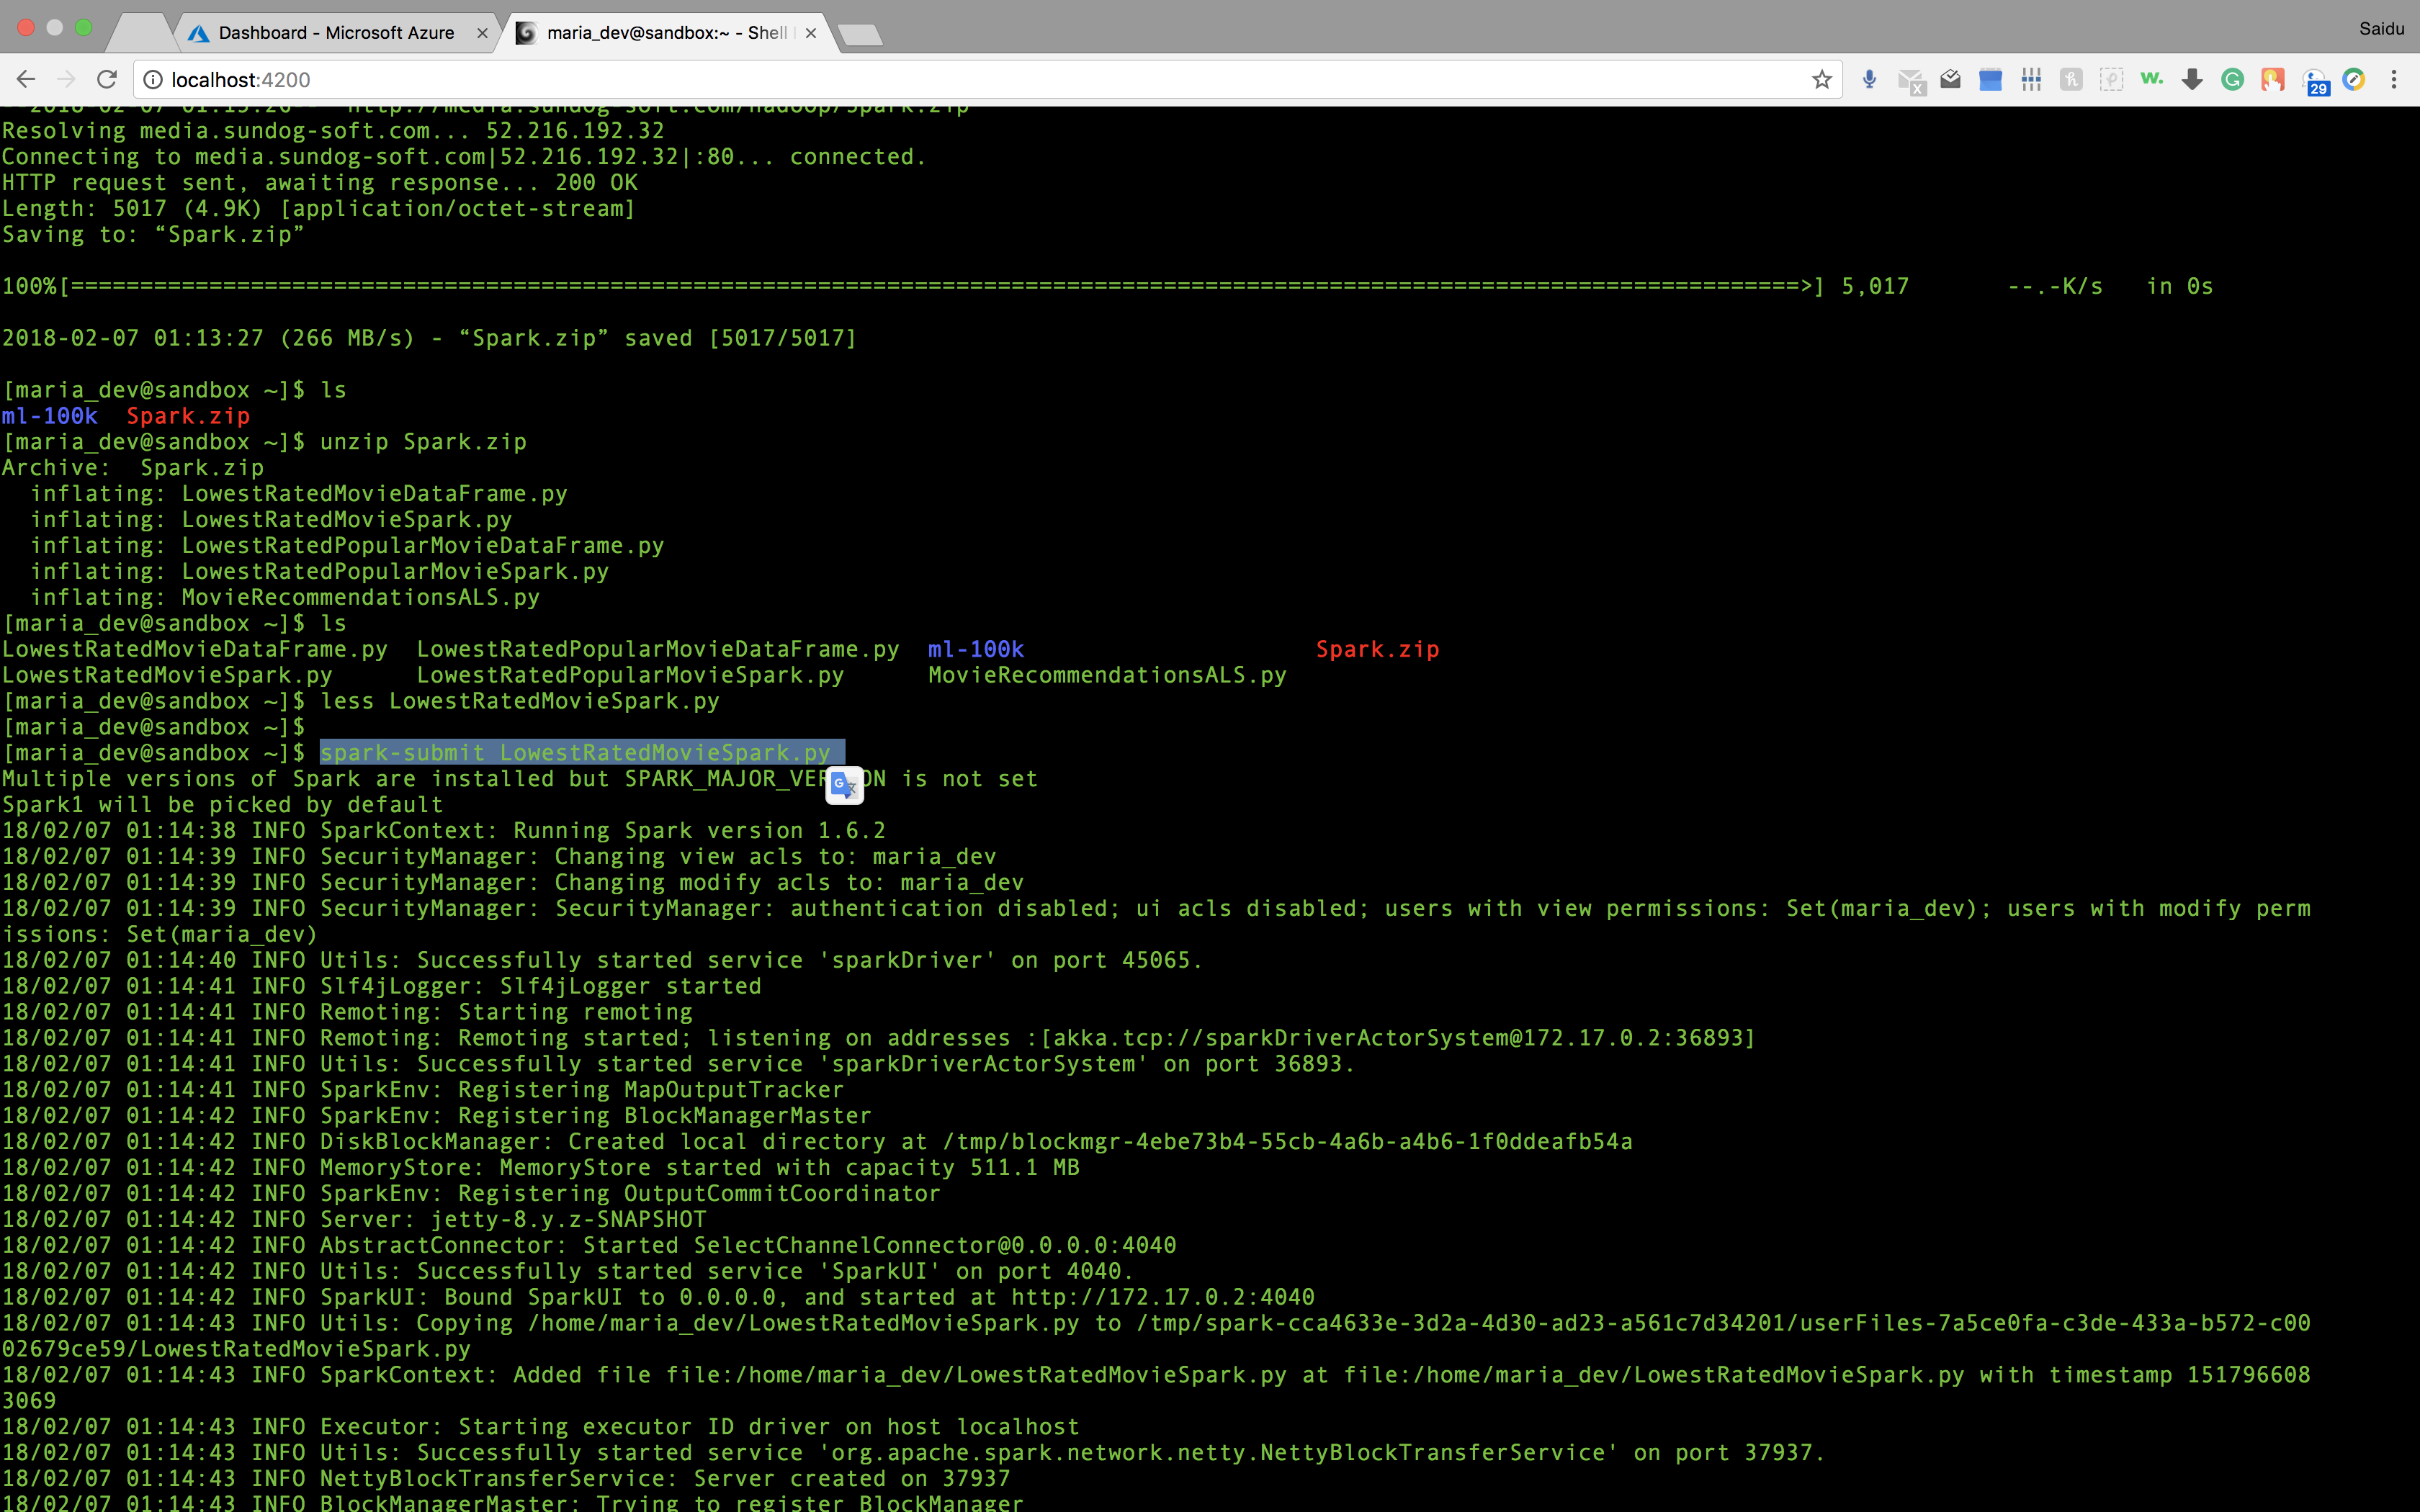 Dashboard - Microsoft Azure
maria_dev@sandbox:~ - Shell
Saidu
localhost:4200
29
2018-02-07 01:13:26 http://media.sundog-soft.com/hadoop/Spark.zip
Resolving media.sundog-soft.com... 52.216.192.32
Connecting to media.sundog-soft.com|52.216.192.32|:80... connected.
HTTP request sent, awaiting response... 200 OK
Length: 5017 (4.9K) [application/octet-stream]
Saving to: “Spark.zip”
100%[=============================================================================================================================>] 5,017       --.-K/s   in 0s
2018-02-07 01:13:27 (266 MB/s) - “Spark.zip” saved [5017/5017]
[maria_dev@sandbox ~]$ ls
ml-100k  Spark.zip
[maria_dev@sandbox ~]$ unzip Spark.zip
Archive:  Spark.zip
  inflating: LowestRatedMovieDataFrame.py
  inflating: LowestRatedMovieSpark.py
  inflating: LowestRatedPopularMovieDataFrame.py
  inflating: LowestRatedPopularMovieSpark.py
  inflating: MovieRecommendationsALS.py
[maria_dev@sandbox ~]$ ls
LowestRatedMovieDataFrame.py  LowestRatedPopularMovieDataFrame.py  ml-100k                     Spark.zip
LowestRatedMovieSpark.py      LowestRatedPopularMovieSpark.py      MovieRecommendationsALS.py
[maria_dev@sandbox ~]$ less LowestRatedMovieSpark.py
[maria_dev@sandbox ~]$
[maria_dev@sandbox ~]$ spark-submit LowestRatedMovieSpark.py
Multiple versions of Spark are installed but SPARK_MAJOR_VERSION is not set
Spark1 will be picked by default
18/02/07 01:14:38 INFO SparkContext: Running Spark version 1.6.2
18/02/07 01:14:39 INFO SecurityManager: Changing view acls to: maria_dev
18/02/07 01:14:39 INFO SecurityManager: Changing modify acls to: maria_dev
18/02/07 01:14:39 INFO SecurityManager: SecurityManager: authentication disabled; ui acls disabled; users with view permissions: Set(maria_dev); users with modify perm
issions: Set(maria_dev)
18/02/07 01:14:40 INFO Utils: Successfully started service 'sparkDriver' on port 45065.
18/02/07 01:14:41 INFO Slf4jLogger: Slf4jLogger started
18/02/07 01:14:41 INFO Remoting: Starting remoting
18/02/07 01:14:41 INFO Remoting: Remoting started; listening on addresses :[akka.tcp://sparkDriverActorSystem@172.17.0.2:36893]
18/02/07 01:14:41 INFO Utils: Successfully started service 'sparkDriverActorSystem' on port 36893.
18/02/07 01:14:41 INFO SparkEnv: Registering MapOutputTracker
18/02/07 01:14:42 INFO SparkEnv: Registering BlockManagerMaster
18/02/07 01:14:42 INFO DiskBlockManager: Created local directory at /tmp/blockmgr-4ebe73b4-55cb-4a6b-a4b6-1f0ddeafb54a
18/02/07 01:14:42 INFO MemoryStore: MemoryStore started with capacity 511.1 MB
18/02/07 01:14:42 INFO SparkEnv: Registering OutputCommitCoordinator
18/02/07 01:14:42 INFO Server: jetty-8.y.z-SNAPSHOT
18/02/07 01:14:42 INFO AbstractConnector: Started SelectChannelConnector@0.0.0.0:4040
18/02/07 01:14:42 INFO Utils: Successfully started service 'SparkUI' on port 4040.
18/02/07 01:14:42 INFO SparkUI: Bound SparkUI to 0.0.0.0, and started at http://172.17.0.2:4040
18/02/07 01:14:43 INFO Utils: Copying /home/maria_dev/LowestRatedMovieSpark.py to /tmp/spark-cca4633e-3d2a-4d30-ad23-a561c7d34201/userFiles-7a5ce0fa-c3de-433a-b572-c00
02679ce59/LowestRatedMovieSpark.py
18/02/07 01:14:43 INFO SparkContext: Added file file:/home/maria_dev/LowestRatedMovieSpark.py at file:/home/maria_dev/LowestRatedMovieSpark.py with timestamp 151796608
3069
18/02/07 01:14:43 INFO Executor: Starting executor ID driver on host localhost
18/02/07 01:14:43 INFO Utils: Successfully started service 'org.apache.spark.network.netty.NettyBlockTransferService' on port 37937.
18/02/07 01:14:43 INFO NettyBlockTransferService: Server created on 37937
18/02/07 01:14:43 INFO BlockManagerMaster: Trying to register BlockManager